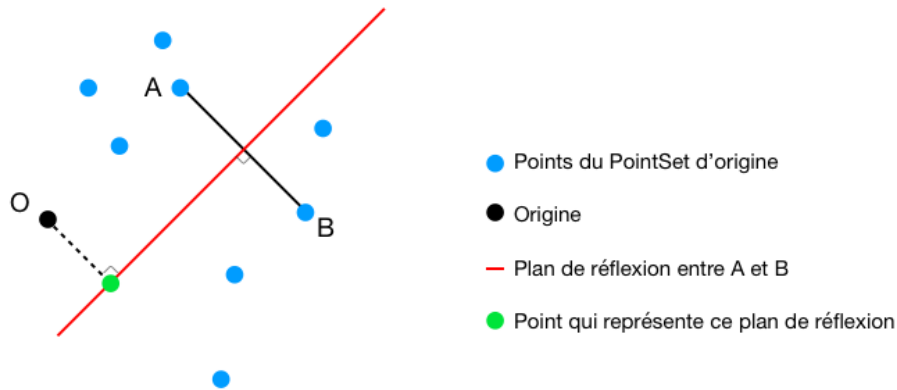 A
O
B
Points du PointSet d'origine
Origine
Plan de réflexion entre A et B
Point qui représente ce plan de réflexion